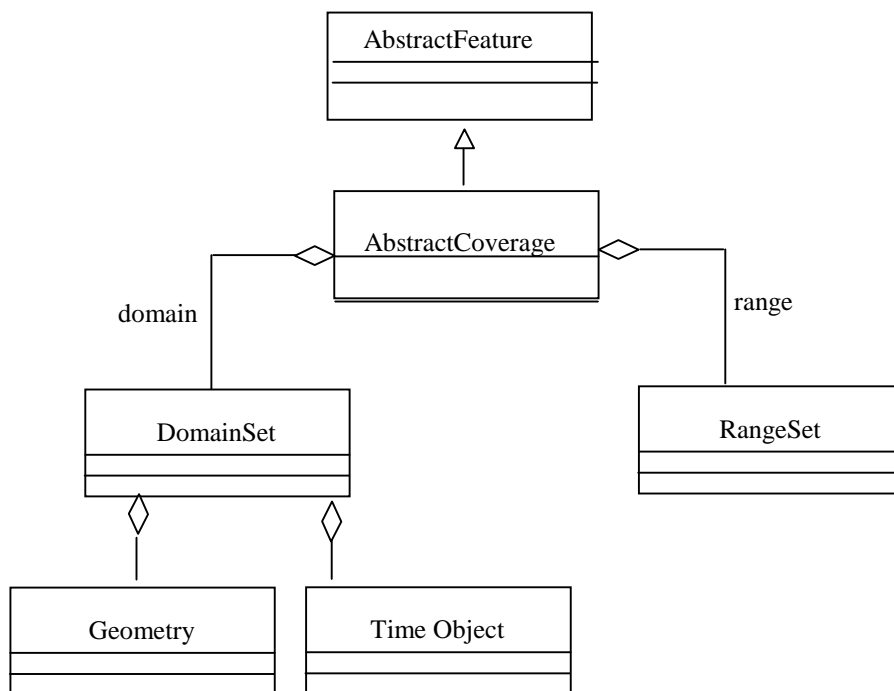 AbstractFeature
AbstractCoverage
domain
range
DomainSet
RangeSet
Geometry
Time Object